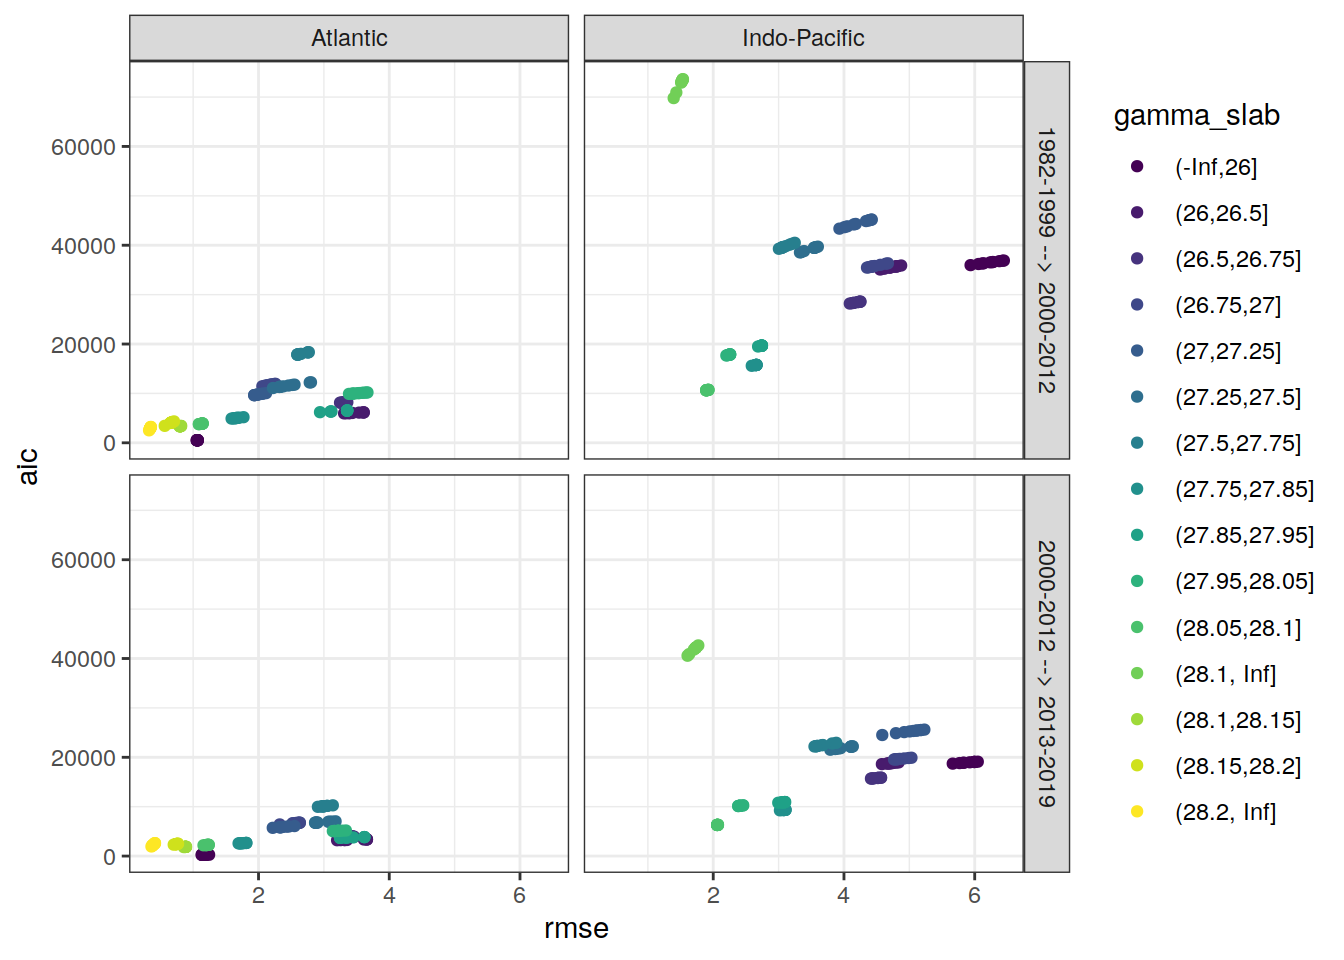 Atlantic
Indo-Pacific
60000
40000
20000
0
1982-1999 --> 2000-2012
60000
40000
20000
0
2000-2012 --> 2013-2019
aic
2
4
6
2
4
6
rmse
gamma_slab
(-Inf,26]
(26,26.5]
(26.5,26.75]
(26.75,27]
(27,27.25]
(27.25,27.5]
(27.5,27.75]
(27.75,27.85]
(27.85,27.95]
(27.95,28.05]
(28.05,28.1]
(28.1, Inf]
(28.1,28.15]
(28.15,28.2]
(28.2, Inf]